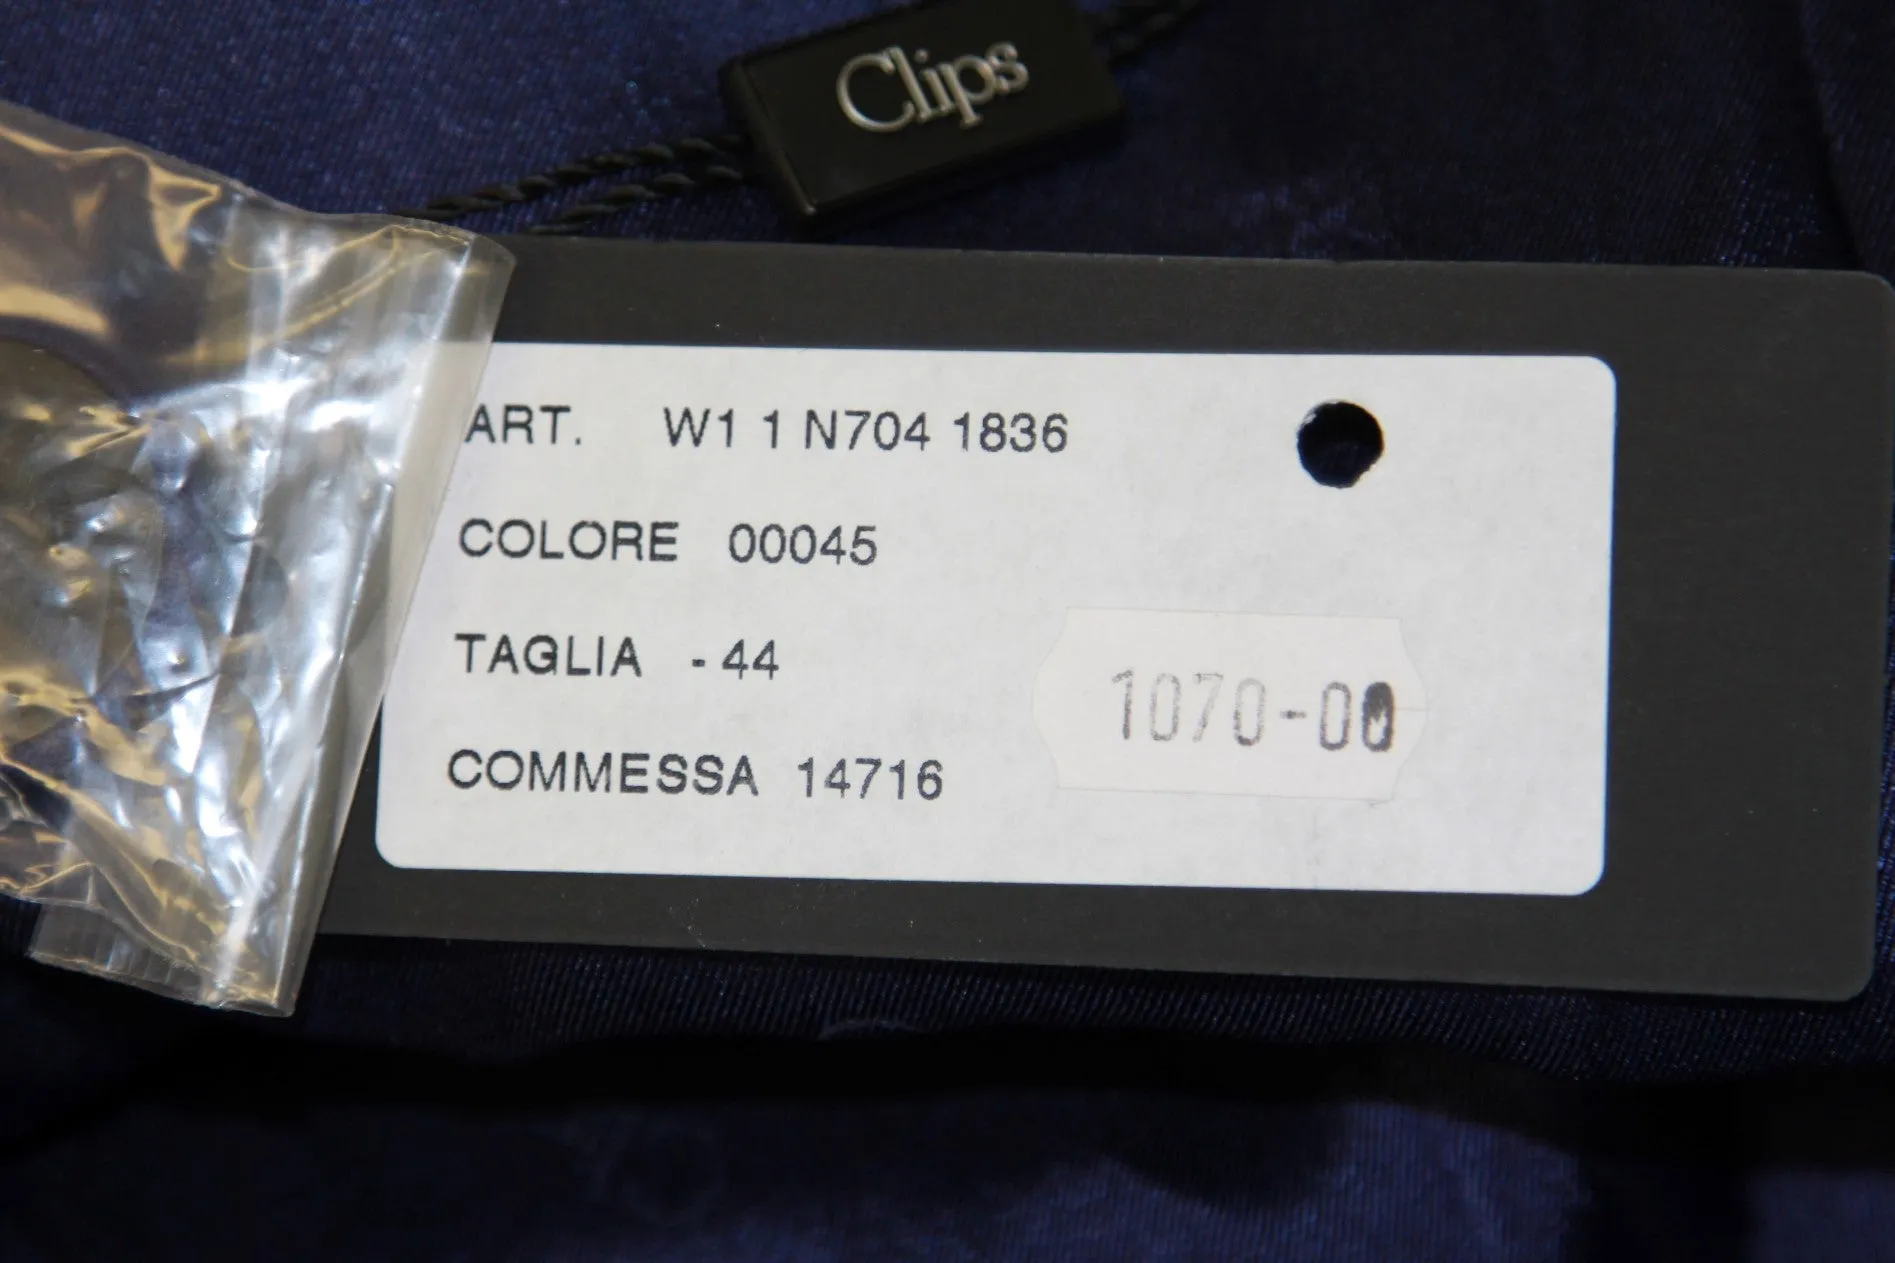 Clips
ART. W1 1 N704 1836
COLORE 00045
TAGLIA - 44
1070-00
COMMESSA 14716